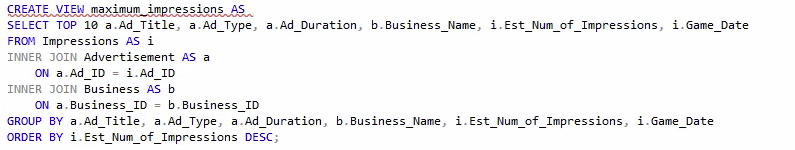 CREATE VIEW maximum_impressions AS
SELECT TOP 10 a.Ad_Title, a.Ad_Type, a.Ad_Duration, b.Business_Name, i.Est_Num_of_Impressions, i.Game_Date
FROM Impressions AS i
INNER JOIN Advertisement AS a
    ON a.Ad_ID = i.Ad_ID
INNER JOIN Business AS b
    ON a.Business_ID = b.Business_ID
GROUP BY a.Ad_Title, a.Ad_Type, a.Ad_Duration, b.Business_Name, i.Est_Num_of_Impressions, i.Game_Date
ORDER BY i.Est_Num_of_Impressions DESC;